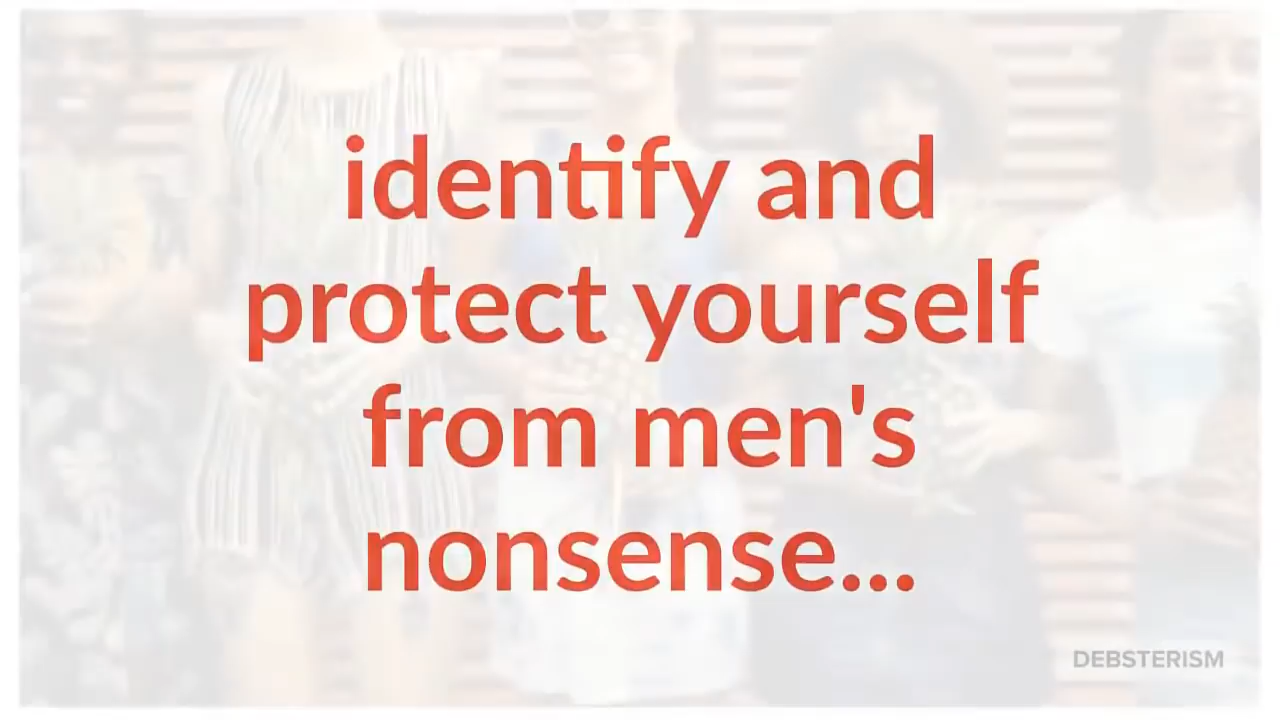 identify and
protect yourself
from men's
nonsense...
DEBSTERISM